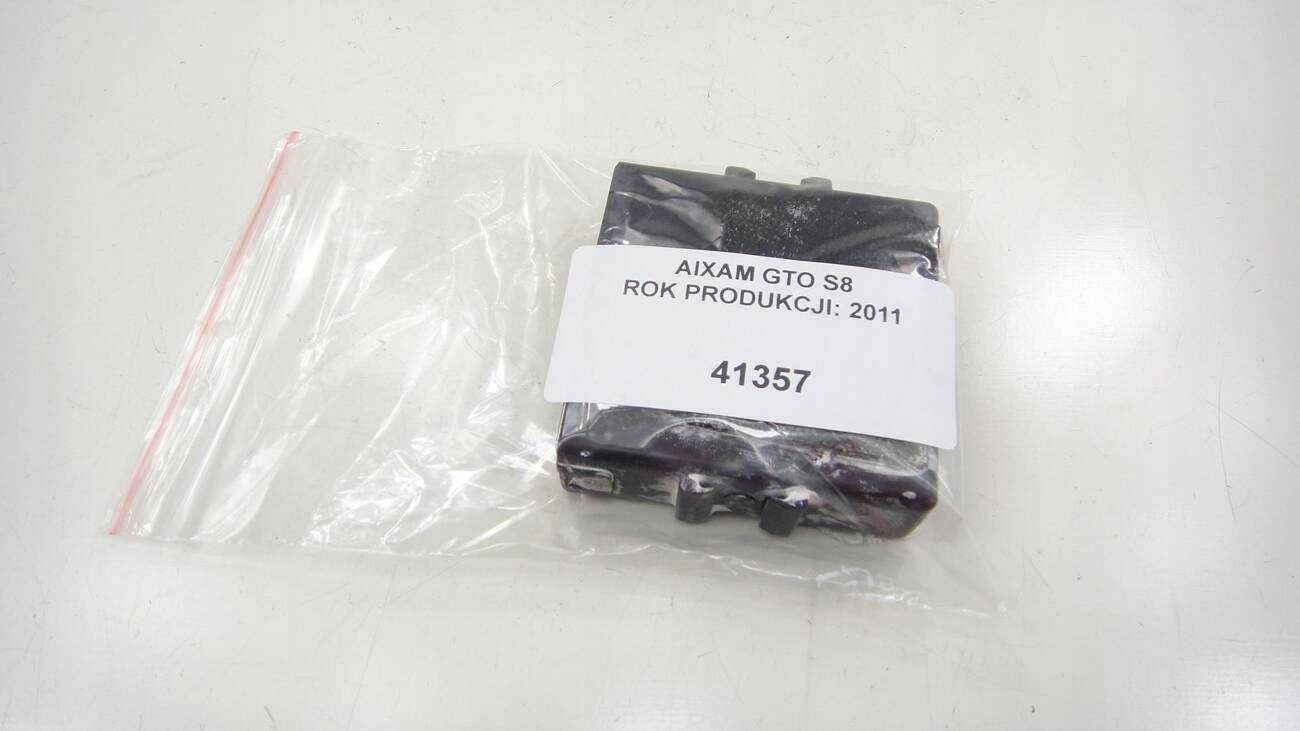 AIXAM GTO S8
ROK PRODUKCJI: 2011
41357